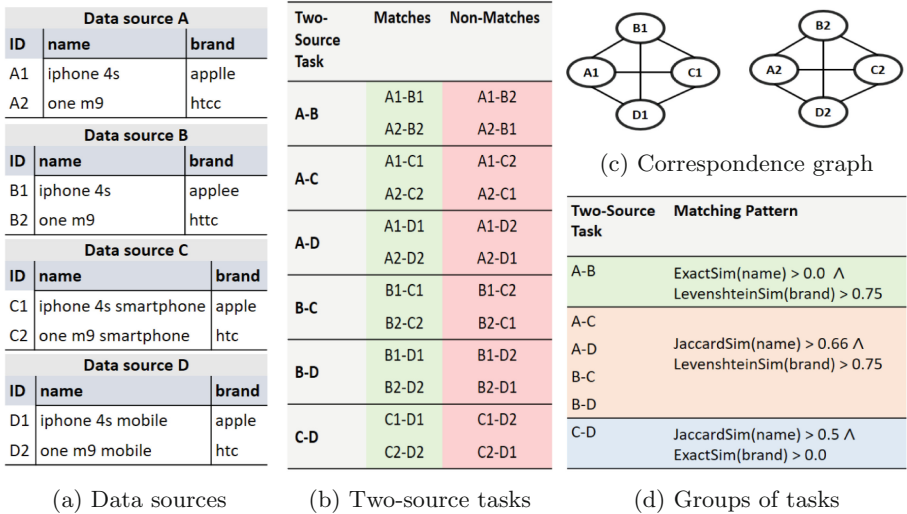 Data source A
ID name brand
A1 iphone 4s applle
A2 one m9 htcc
Data source B
ID name brand
B1 iphone 4s applee
B2 one m9 httc
Data source C
ID name brand
C1 iphone 4s smartphone apple
C2 one m9 smartphone htc
Data source D
ID name brand
D1 iphone 4s mobile apple
D2 one m9 mobile htc
(a) Data sources
Two-Source Task Matches Non-Matches
A-B A1-B1 A1-B2
A2-B2 A2-B1
A-C A1-C1 A1-C2
A2-C2 A2-C1
A-D A1-D1 A1-D2
A2-D2 A2-D1
B-C B1-C1 B1-C2
B2-C2 B2-C1
B-D B1-D1 B1-D2
B2-D2 B2-D1
C-D C1-D1 C1-D2
C2-D2 C2-D1
(b) Two-source tasks
B1
A1 C1
D1
B2
A2 C2
D2
(c) Correspondence graph
Two-Source Task Matching Pattern
A-B ExactSim(name) > 0.0 ∧
LevenshteinSim(brand) > 0.75
A-C
A-D JaccardSim(name) > 0.66 ∧
B-C LevenshteinSim(brand) > 0.75
B-D
C-D JaccardSim(name) > 0.5 ∧
ExactSim(brand) > 0.0
(d) Groups of tasks